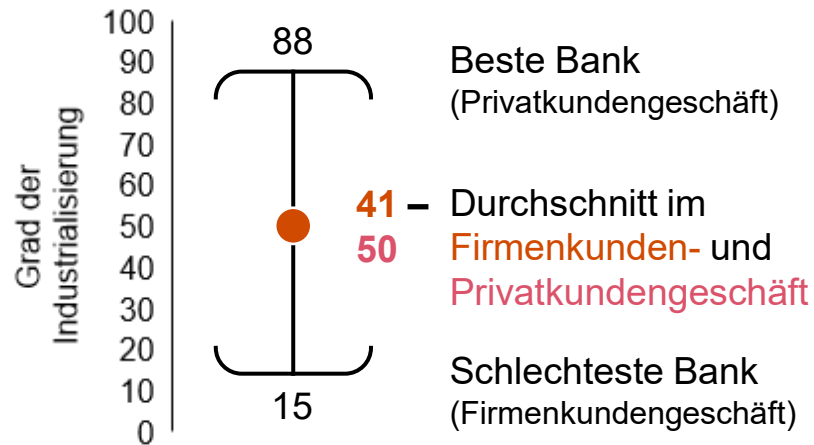 Grad der
Industrialisierung
100
90
80
70
60
50
40
30
20
10
0
88
15
Beste Bank
(Privatkundengeschäft)
41 – Durchschnitt im
50 Firmenkunden- und
Privatkundengeschäft
Schlechteste Bank
(Firmenkundengeschäft)